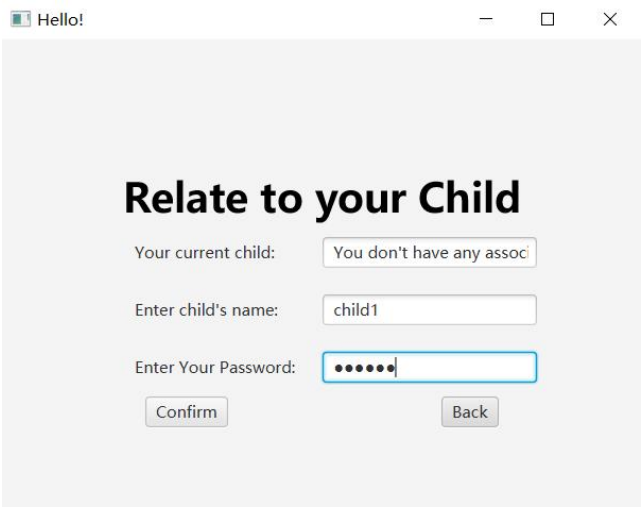 Hello!
Relate to your Child
Your current child: You don't have any associ
Enter child's name: child1
Enter Your Password: ●●●●●●
Confirm Back